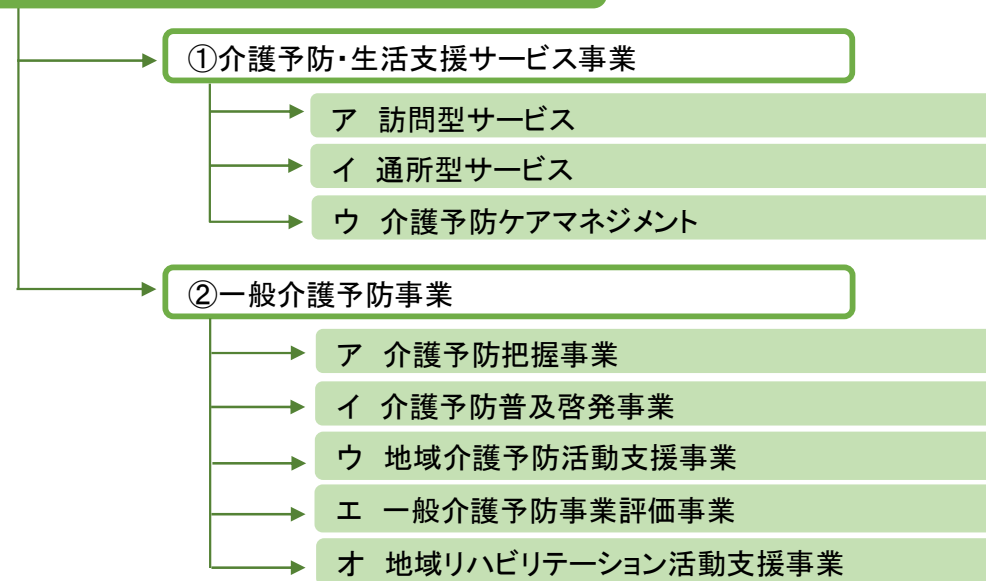 ①介護予防・生活支援サービス事業
ア 訪問型サービス
イ 通所型サービス
ウ 介護予防ケアマネジメント
②一般介護予防事業
ア 介護予防把握事業
イ 介護予防普及啓発事業
ウ 地域介護予防活動支援事業
エ 一般介護予防事業評価事業
オ 地域リハビリテーション活動支援事業